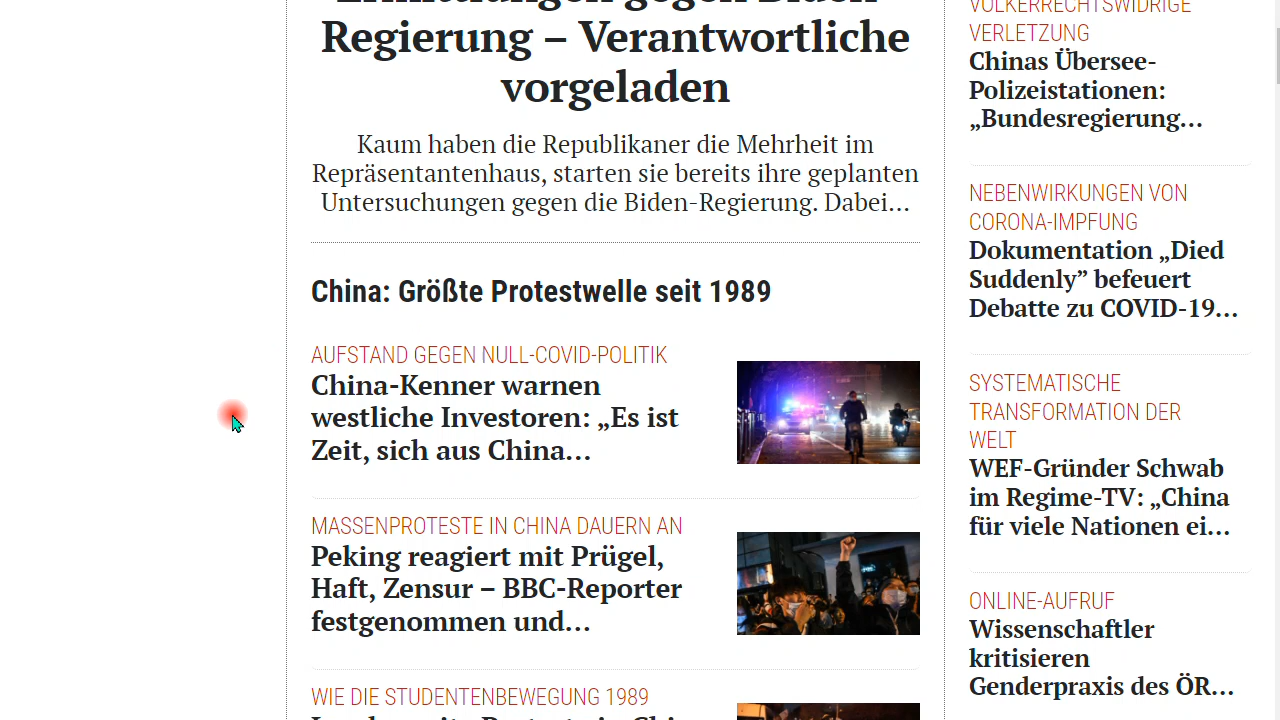 Regierung – Verantwortliche
vorgeladen
Kaum haben die Republikaner die Mehrheit im
Repräsentantenhaus, starten sie bereits ihre geplanten
Untersuchungen gegen die Biden-Regierung. Dabei...
China: Größte Protestwelle seit 1989
AUFSTAND GEGEN NULL-COVID-POLITIK
China-Kenner warnen
westliche Investoren: „Es ist
Zeit, sich aus China...
MASSENPROTESTE IN CHINA DAUERN AN
Peking reagiert mit Prügel,
Haft, Zensur – BBC-Reporter
festgenommen und...
WIE DIE STUDENTENBEWEGUNG 1989
VÖLKERRECHTSWIDRIGE
VERLETZUNG
Chinas Übersee-
Polizeistationen:
„Bundesregierung...
NEBENWIRKUNGEN VON
CORONA-IMPFUNG
Dokumentation „Died
Suddenly” befeuert
Debatte zu COVID-19...
SYSTEMATISCHE
TRANSFORMATION DER
WELT
WEF-Gründer Schwab
im Regime-TV: „China
für viele Nationen ei...
ONLINE-AUFRUF
Wissenschaftler
kritisieren
Genderpraxis des ÖR...